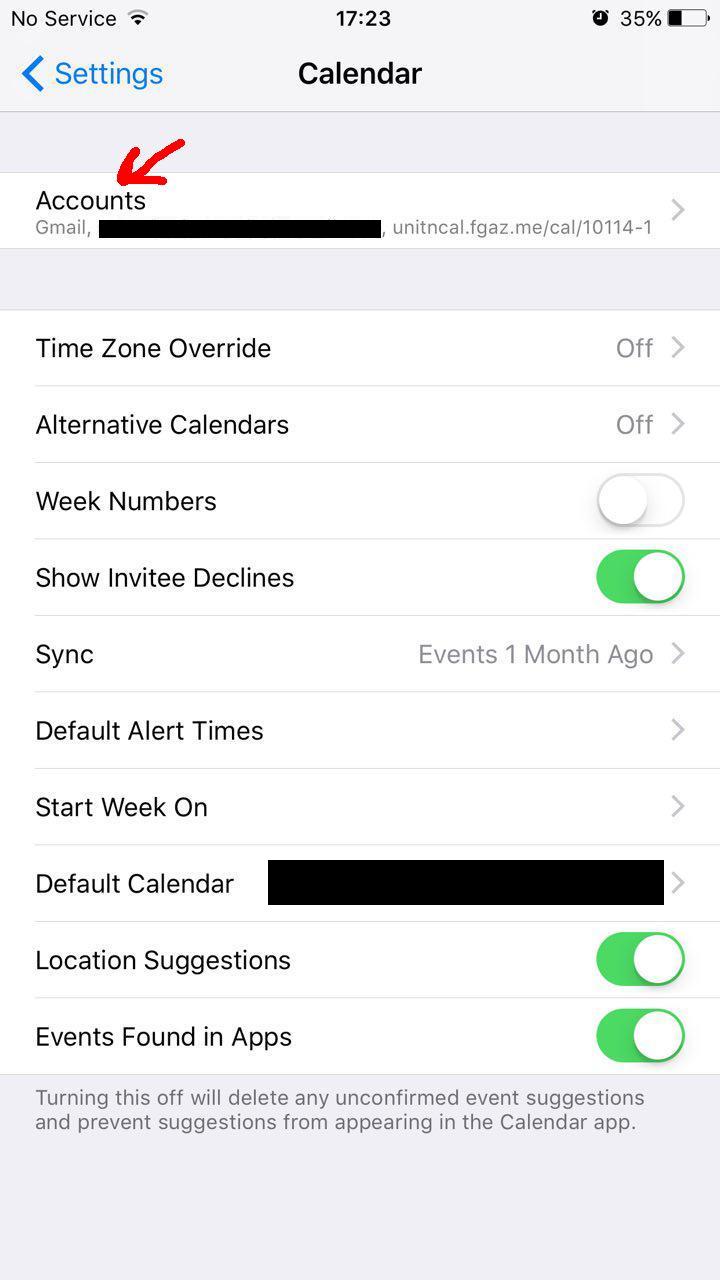 No Service 17:23 35%
Settings Calendar
Accounts
Gmail, , unitncal.fgaz.me/cal/10114-1
Time Zone Override Off
Alternative Calendars Off
Week Numbers
Show Invitee Declines
Sync Events 1 Month Ago
Default Alert Times
Start Week On
Default Calendar
Location Suggestions
Events Found in Apps
Turning this off will delete any unconfirmed event suggestions
and prevent suggestions from appearing in the Calendar app.